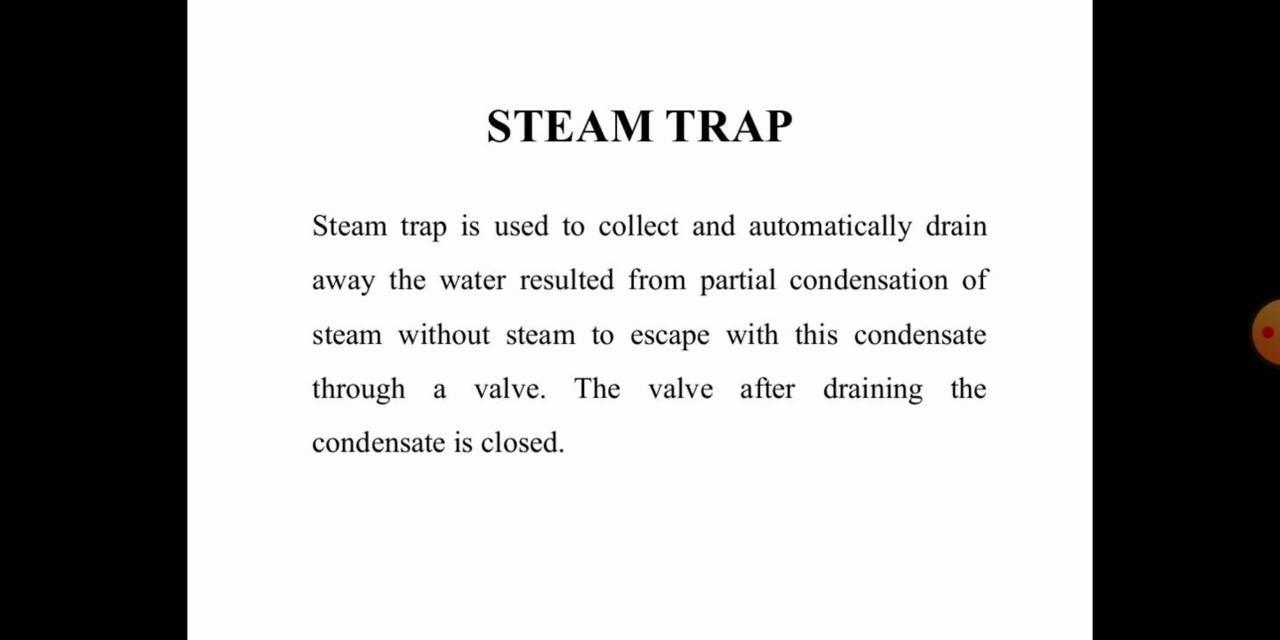 STEAM TRAP
Steam trap is used to collect and automatically drain
away the water resulted from partial condensation of
steam without steam to escape with this condensate
through a valve. The valve after draining the
condensate is closed.